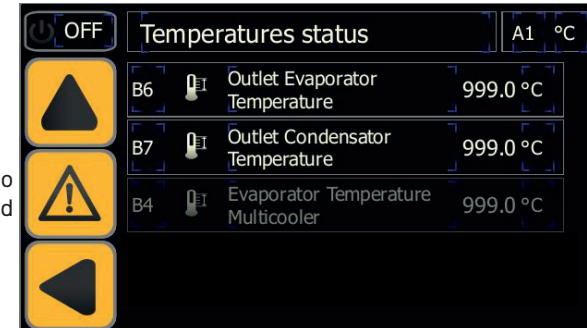 OFF Temperatures status A1 °C
B6 Outlet Evaporator
Temperature 999.0 °C
B7 Outlet Condensator
Temperature 999.0 °C
B4 Evaporator Temperature
Multicooler 999.0 °C
o
d